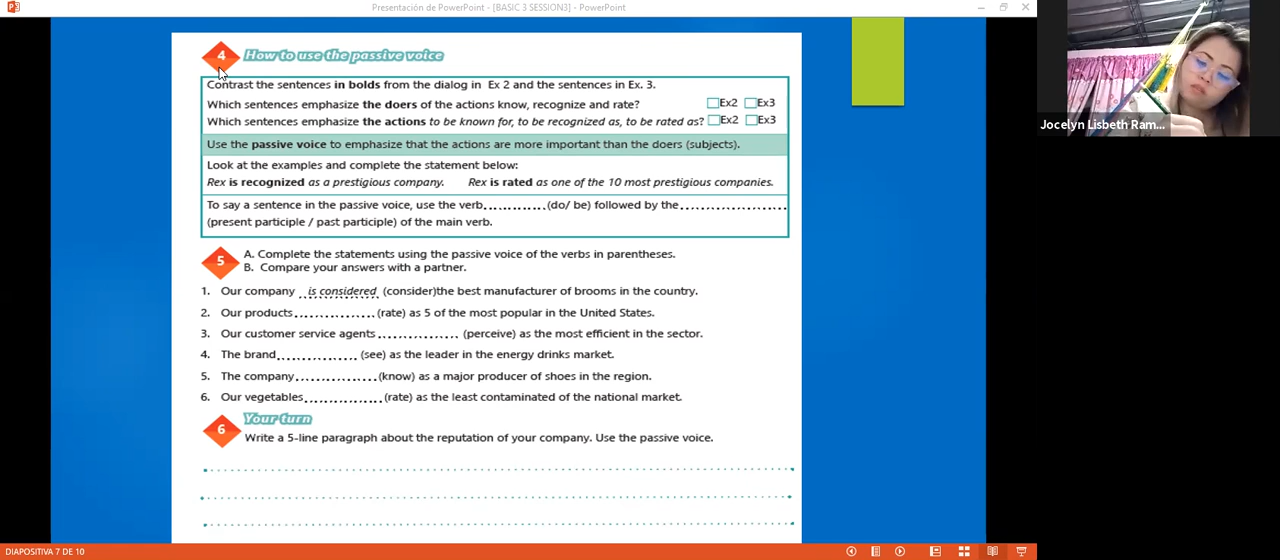 Presentación de PowerPoint - [BASIC 3 SESSION3] - PowerPoint
4 How to use the passive voice
Contrast the sentences in bolds from the dialog in Ex 2 and the sentences in Ex. 3.
Which sentences emphasize the doers of the actions know, recognize and rate? Ex2 Ex3
Which sentences emphasize the actions to be known for, to be recognized as, to be rated as? Ex2 Ex3
Use the passive voice to emphasize that the actions are more important than the doers (subjects).
Look at the examples and complete the statement below:
Rex is recognized as a prestigious company. Rex is rated as one of the 10 most prestigious companies.
To say a sentence in the passive voice, use the verb............(do/ be) followed by the.....................
(present participle / past participle) of the main verb.
5 A. Complete the statements using the passive voice of the verbs in parentheses.
B. Compare your answers with a partner.
1. Our company is considered (consider)the best manufacturer of brooms in the country.
2. Our products...............(rate) as 5 of the most popular in the United States.
3. Our customer service agents ............... (perceive) as the most efficient in the sector.
4. The brand............... (see) as the leader in the energy drinks market.
5. The company...............(know) as a major producer of shoes in the region.
6. Our vegetables...............(rate) as the least contaminated of the national market.
6 Your turn
Write a 5-line paragraph about the reputation of your company. Use the passive voice.
Jocelyn Lisbeth Ram...
DIAPOSITIVA 7 DE 10